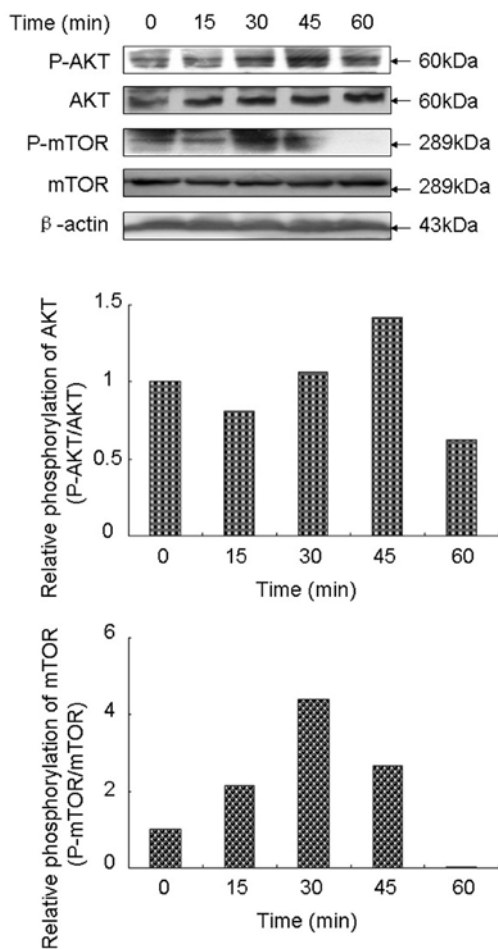 Time (min) 0 15 30 45 60
P-AKT 60kDa
AKT 60kDa
P-mTOR 289kDa
mTOR 289kDa
β-actin 43kDa
Relative phosphorylation of AKT
(P-AKT/AKT)
1.5
1
0.5
0
0 15 30 45 60
Time (min)
Relative phosphorylation of mTOR
(P-mTOR/mTOR)
6
4
2
0
0 15 30 45 60
Time (min)